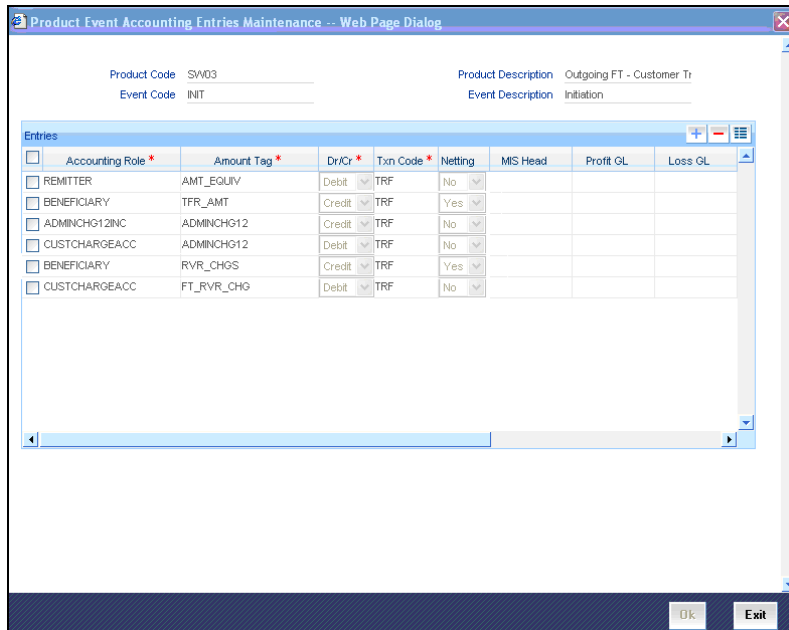 Product Event Accounting Entries Maintenance -- Web Page Dialog
Product Code SW03 Product Description Outgoing FT - Customer Tr
Event Code INIT Event Description Initiation
Entries
Accounting Role * Amount Tag * Dr/Cr * Txn Code * Netting MIS Head Profit GL Loss GL
REMITTER AMT_EQUIV Debit TRF No
BENEFICIARY TFR_AMT Credit TRF Yes
ADMINCHG12INC ADMINCHG12 Credit TRF No
CUSTCHARGEACC ADMINCHG12 Debit TRF No
BENEFICIARY RVR_CHGS Credit TRF Yes
CUSTCHARGEACC FT_RVR_CHG Debit TRF No
Ok Exit